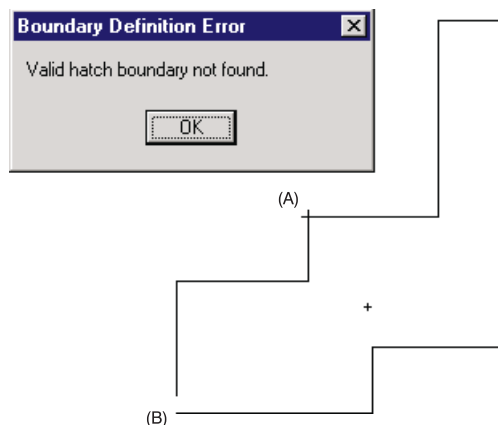 Boundary Definition Error
Valid hatch boundary not found.
OK
(A)
(B)